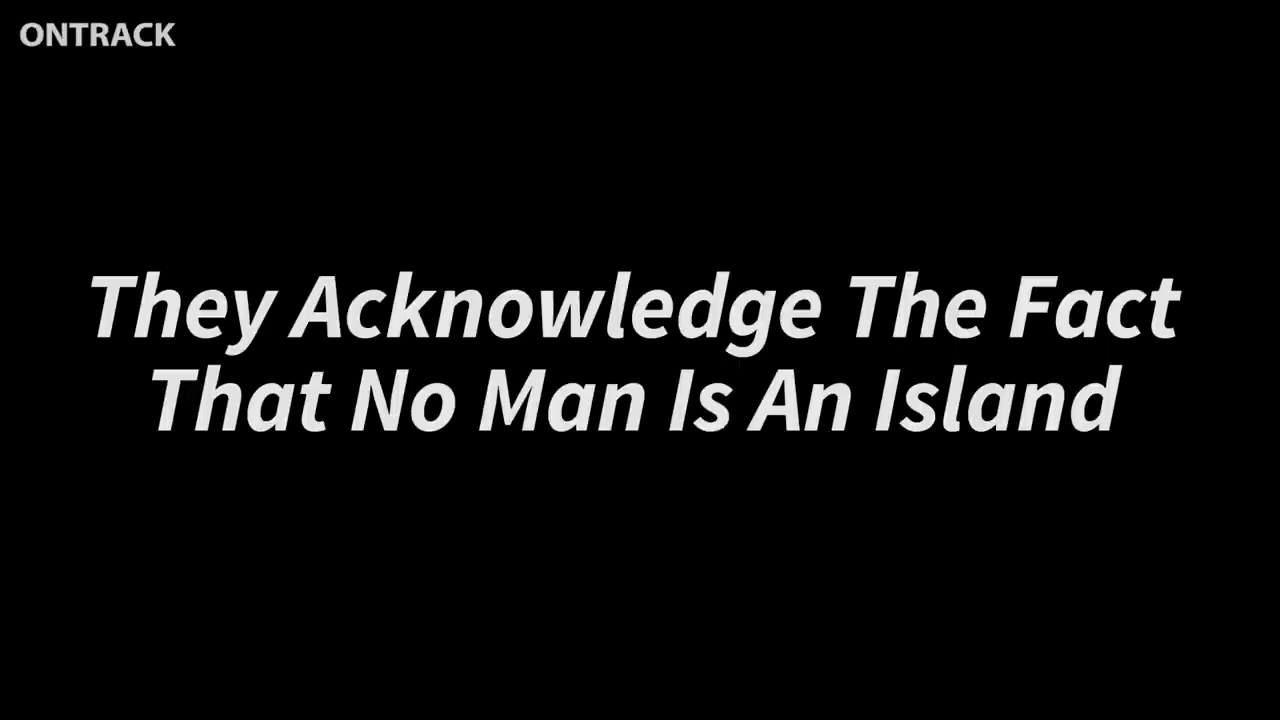 ONTRACK
They Acknowledge The Fact
That No Man Is An Island